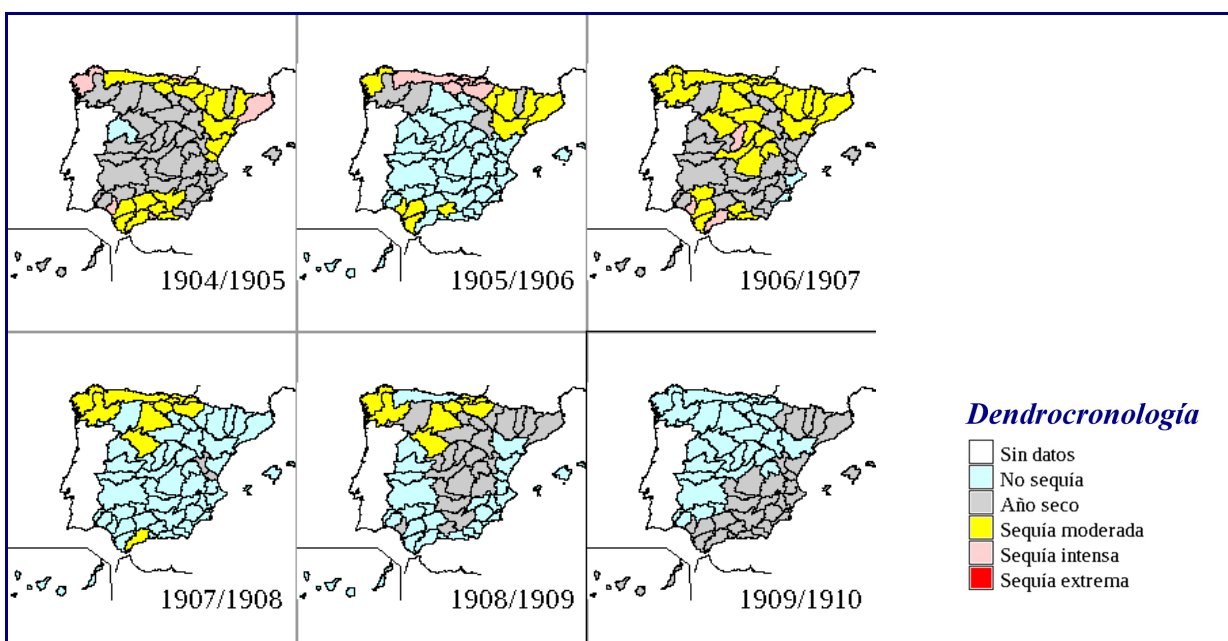 1904/1905
1905/1906
1906/1907
1907/1908
1908/1909
1909/1910
Dendrocronología
Sin datos
No sequía
Año seco
Sequía moderada
Sequía intensa
Sequía extrema